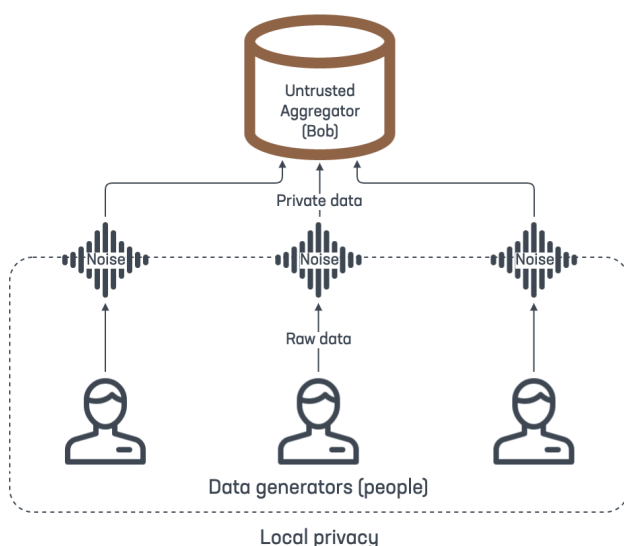 Untrusted
Aggregator
(Bob)
Private data
Noise
Noise
Noise
Raw data
Data generators (people)
Local privacy